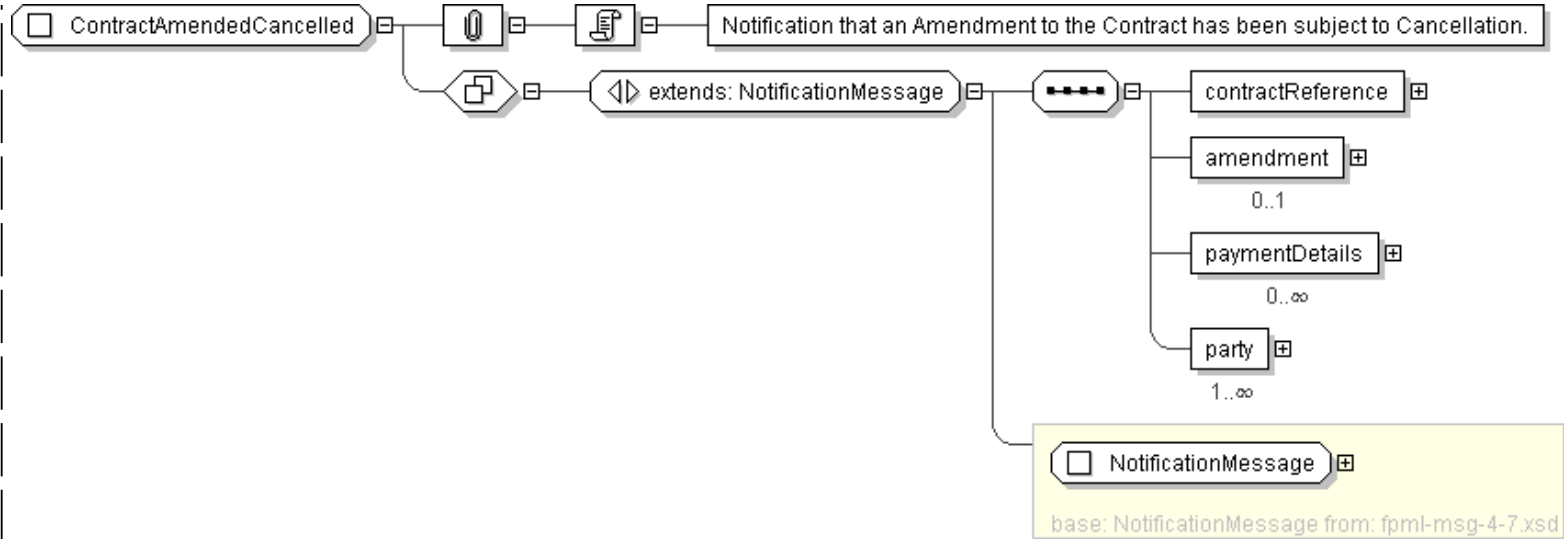 ContractAmendedCancelled
Notification that an Amendment to the Contract has been subject to Cancellation.
extends: NotificationMessage
contractReference
amendment
0..1
paymentDetails
0..∞
party
1..∞
NotificationMessage
base: NotificationMessage from: fpml-msg-4-7.xsd